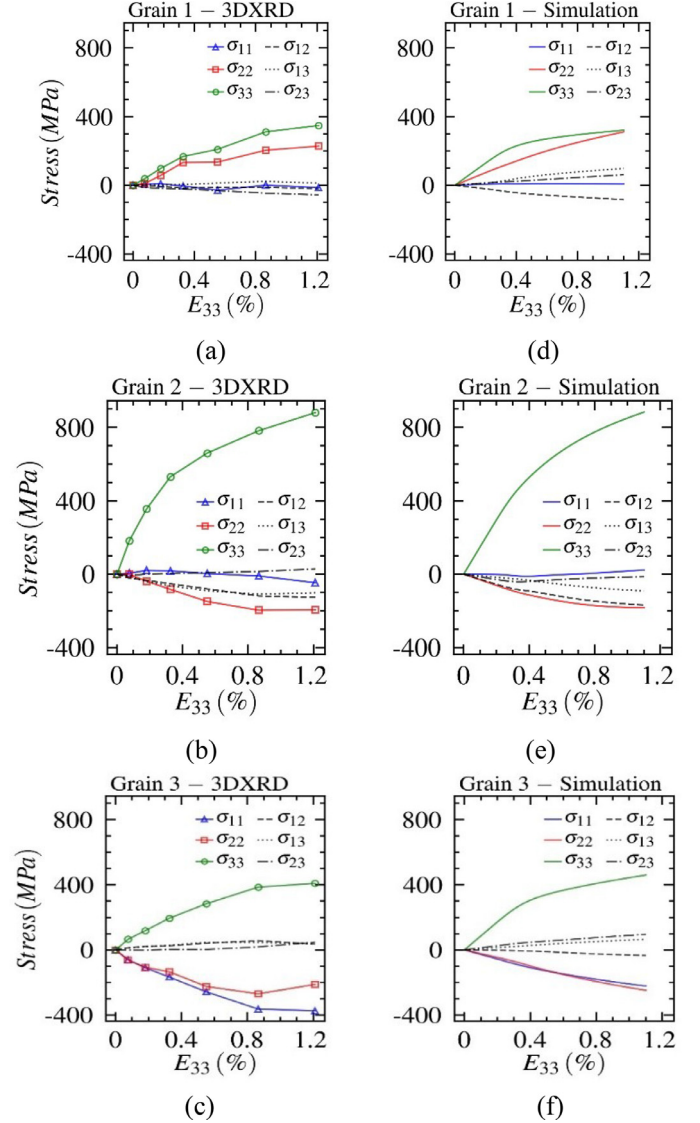 Grain 1 − 3DXRD
Stress (MPa)
800
400
0
-400
σ11 σ12
σ22 σ13
σ33 σ23
0 0.4 0.8 1.2
E33 (%)
(a)
Grain 1 − Simulation
800
400
0
-400
σ11 σ12
σ22 σ13
σ33 σ23
0 0.4 0.8 1.2
E33 (%)
(d)
Grain 2 − 3DXRD
Stress (MPa)
800
400
0
-400
σ11 σ12
σ22 σ13
σ33 σ23
0 0.4 0.8 1.2
E33 (%)
(b)
Grain 2 − Simulation
800
400
0
-400
σ11 σ12
σ22 σ13
σ33 σ23
0 0.4 0.8 1.2
E33 (%)
(e)
Grain 3 − 3DXRD
Stress (MPa)
800
400
0
-400
σ11 σ12
σ22 σ13
σ33 σ23
0 0.4 0.8 1.2
E33 (%)
(c)
Grain 3 − Simulation
800
400
0
-400
σ11 σ12
σ22 σ13
σ33 σ23
0 0.4 0.8 1.2
E33 (%)
(f)